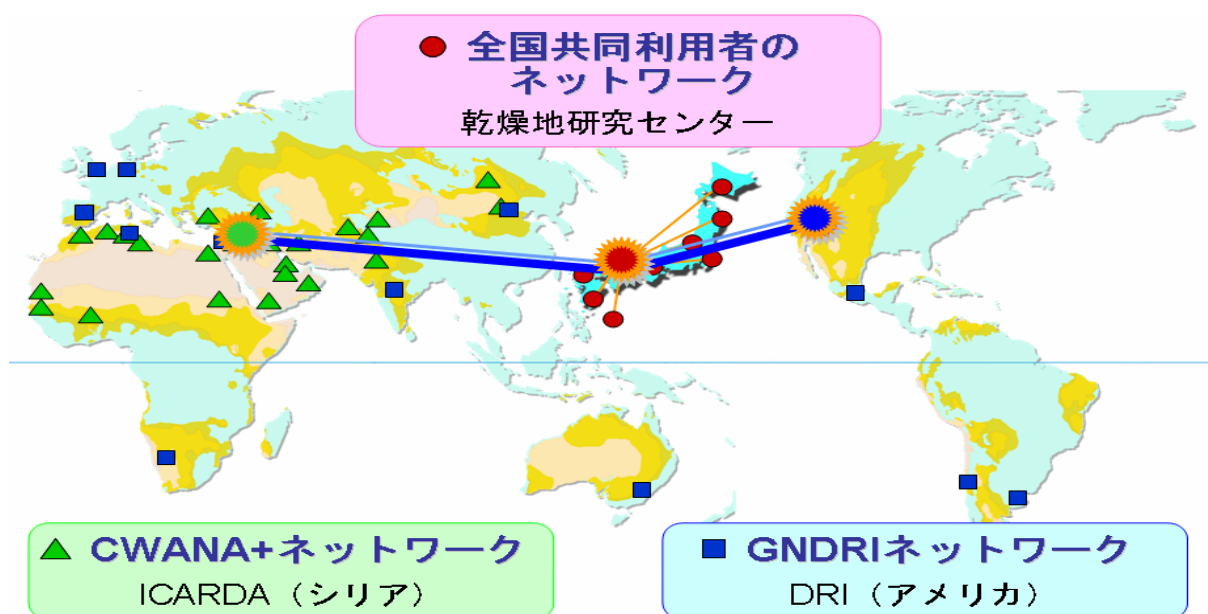 全国共同利用者の
ネットワーク
乾燥地研究センター
CWANA+ネットワーク
ICARDA（シリア）
GNDRIネットワーク
DRI（アメリカ）